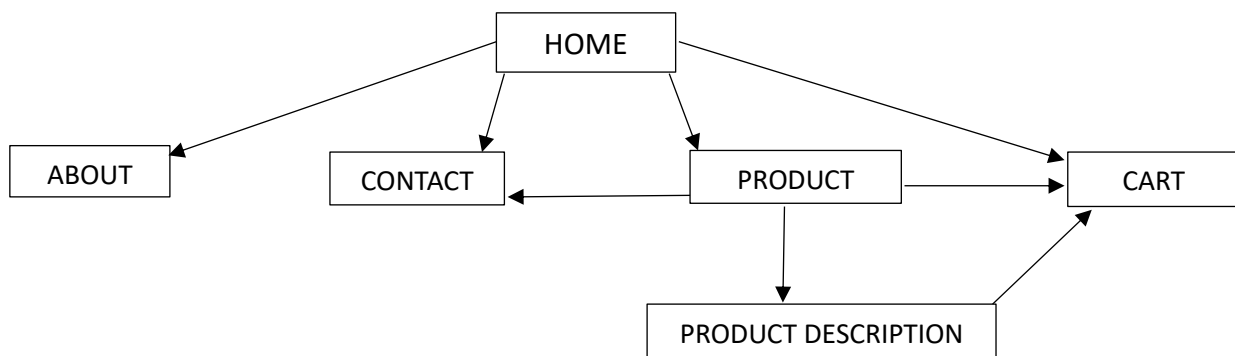 HOME
ABOUT
CONTACT
PRODUCT
CART
PRODUCT DESCRIPTION